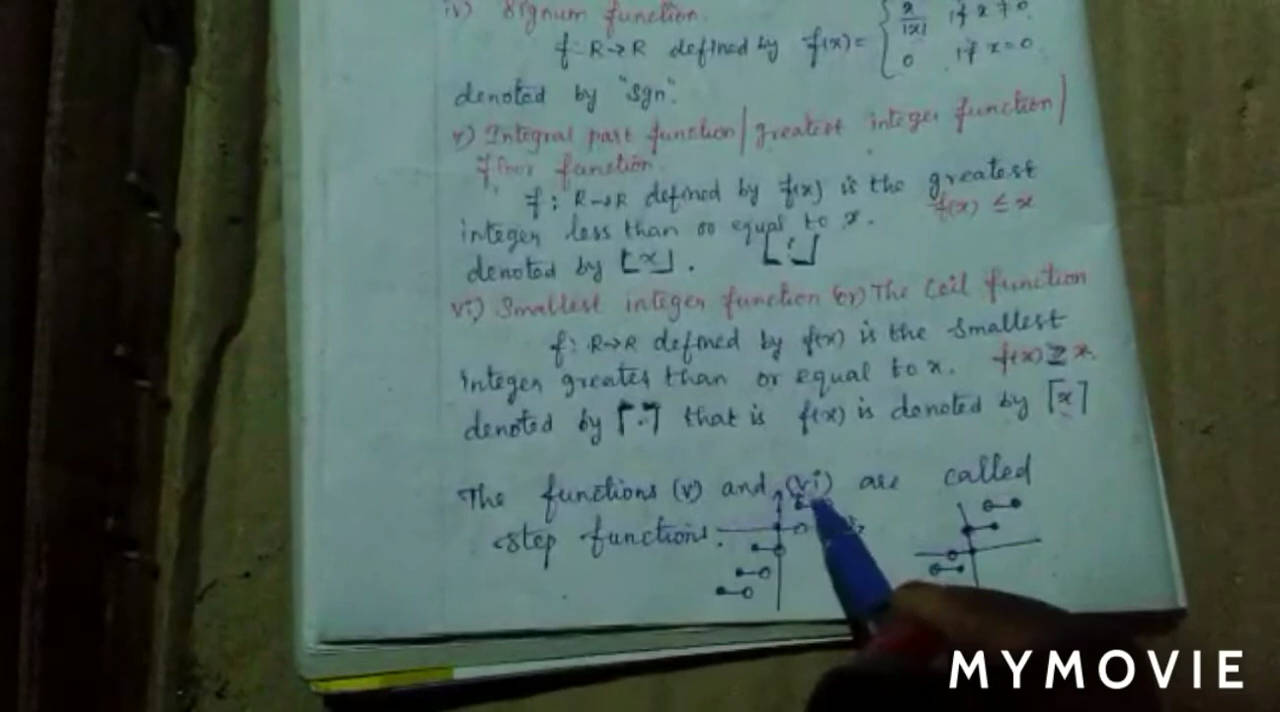 iv) Signum function.
f: R→R defined by f(x) = { x/|x| if x ≠ 0
0 if x=0
denoted by "Sgn".
v) Integral part function/greatest integer function/
floor function.
f: R→R defined by f(x) is the greatest
integer less than or equal to x. f(x) ≤ x
denoted by ⌊x⌋. ⌊.⌋
vi) Smallest integer function (or) The Ceil function
f: R→R defined by f(x) is the smallest
integer greates than or equal to x. f(x) ≥ x.
denoted by ⌈.⌉ that is f(x) is denoted by ⌈x⌉
The functions (v) and (vi) are called
step functions.
MYMOVIE